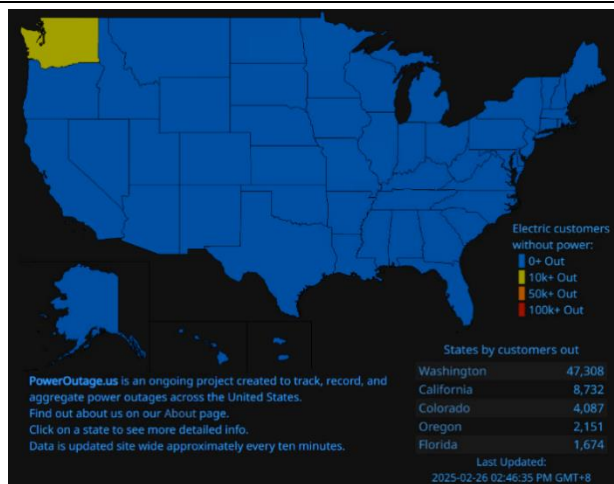 Electric customers
without power:
0+ Out
10k+ Out
50k+ Out
100k+ Out
States by customers out
Washington 47,308
California 8,732
Colorado 4,087
Oregon 2,151
Florida 1,674
Last Updated:
2025-02-26 02:46:35 PM GMT+8
PowerOutage.us is an ongoing project created to track, record, and
aggregate power outages across the United States.
Find out about us on our About page.
Click on a state to see more detailed info.
Data is updated site wide approximately every ten minutes.